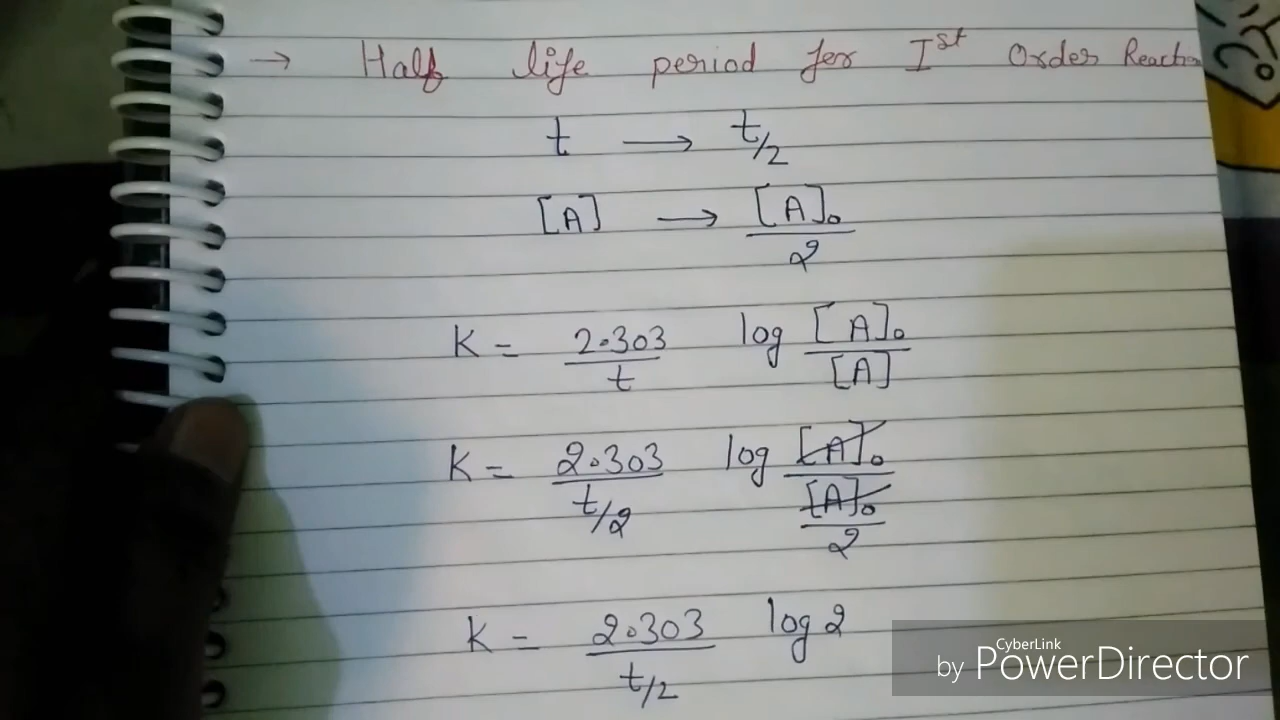 → Half life period for Ist Order Reaction
t → t/2
[A] → [A]₀/2
K = 2.303/t log [A]₀/[A]
K = 2.303/t/2 log [A]₀/[A]₀/2
K = 2.303/t/2 log 2
CyberLink
by PowerDirector